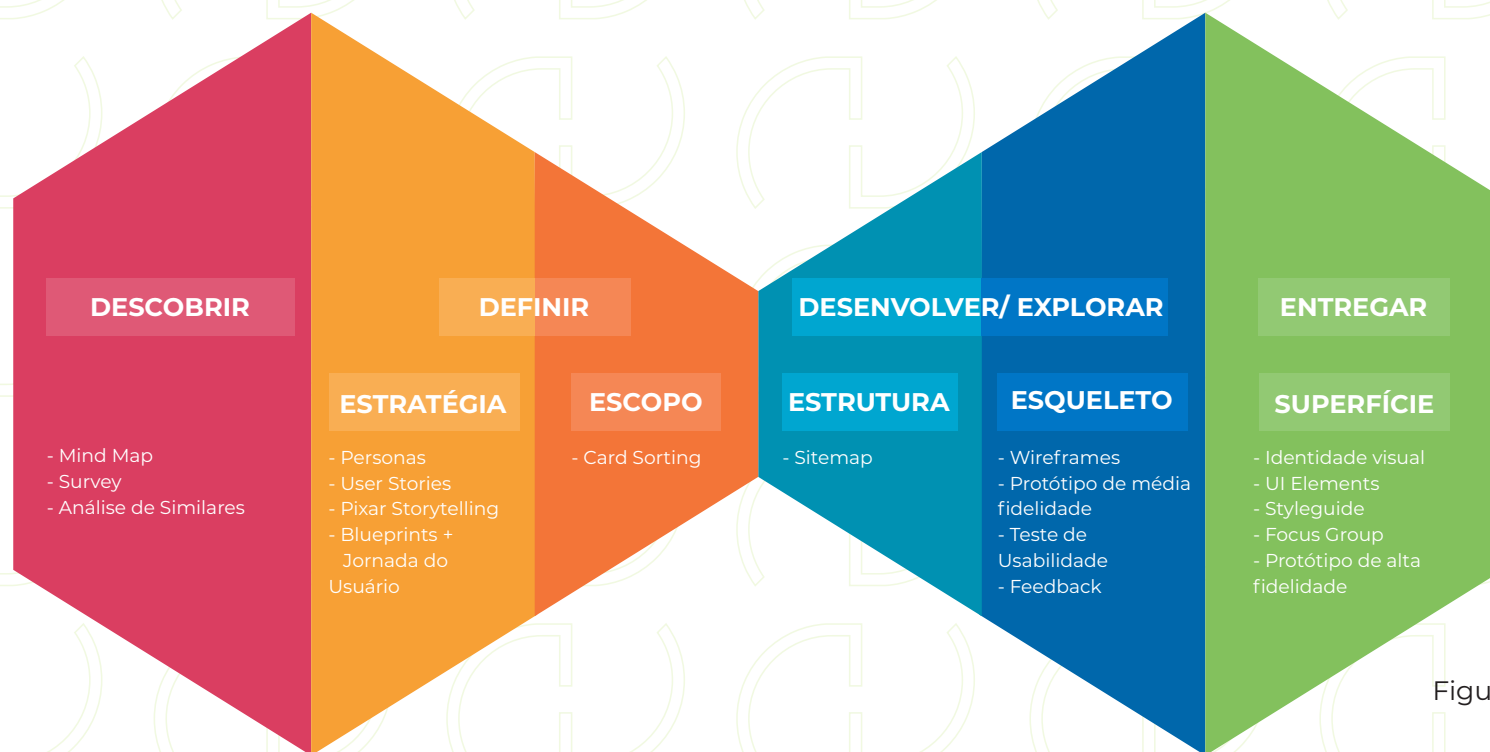 DESCOBRIR
DEFINIR
DESENVOLVER/ EXPLORAR
ENTREGAR
ESTRATÉGIA
ESCOPO
ESTRUTURA
ESQUELETO
SUPERFÍCIE
- Mind Map
- Survey
- Análise de Similares
- Personas
- User Stories
- Pixar Storytelling
- Blueprints +
Jornada do
Usuário
- Card Sorting
- Sitemap
- Wireframes
- Protótipo de média
fidelidade
- Teste de
Usabilidade
- Feedback
- Identidade visual
- UI Elements
- Styleguide
- Focus Group
- Protótipo de alta
fidelidade
Figu